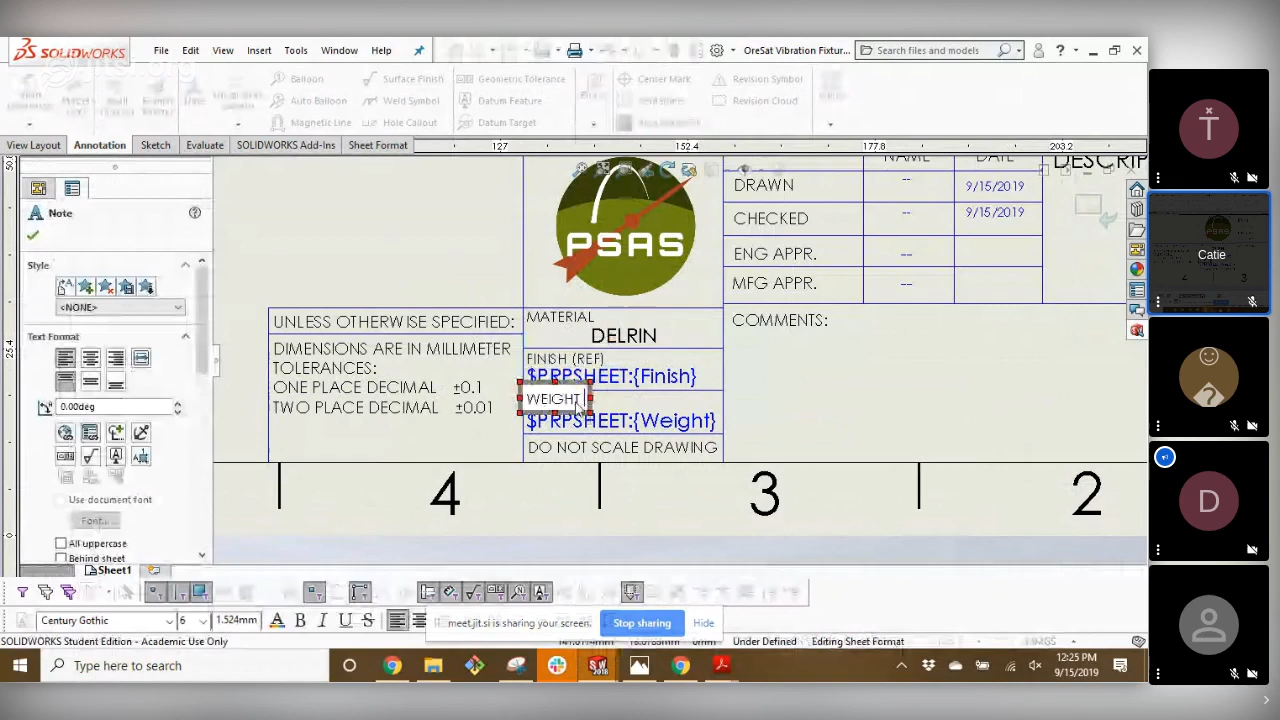 SOLIDWORKS File Edit View Insert Tools Window Help OreSat Vibration Fixtur... Search files and models
Balloon Surface Finish Geometric Tolerance Center Mark Revision Symbol
Auto Balloon Weld Symbol Datum Feature Revision Cloud
Magnetic Line Hole Callout Datum Target
View Layout Annotation Sketch Evaluate SOLIDWORKS Add-Ins Sheet Format
127 152.4 177.8 203.2
50.
25.4
0
Note
Style
<NONE>
Text Format
0.00deg
Use document font
Font...
All uppercase
Behind sheet
PSAS
NAME DATE DESCRIP
DRAWN -- 9/15/2019
CHECKED -- 9/15/2019
ENG APPR. --
MFG APPR. --
COMMENTS:
UNLESS OTHERWISE SPECIFIED:
DIMENSIONS ARE IN MILLIMETER
TOLERANCES:
ONE PLACE DECIMAL ±0.1
TWO PLACE DECIMAL ±0.01
MATERIAL
DELRIN
FINISH (REF)
$PRPSHEET:{Finish}
WEIGHT
$PRPSHEET:{Weight}
DO NOT SCALE DRAWING
4 3 2
Sheet1
Century Gothic 6 1.524mm A B I U S
meet.jit.si is sharing your screen. Stop sharing Hide
SOLIDWORKS Student Edition - Academic Use Only
Under Defined Editing Sheet Format
Type here to search
12:25 PM
9/15/2019
Catie
D